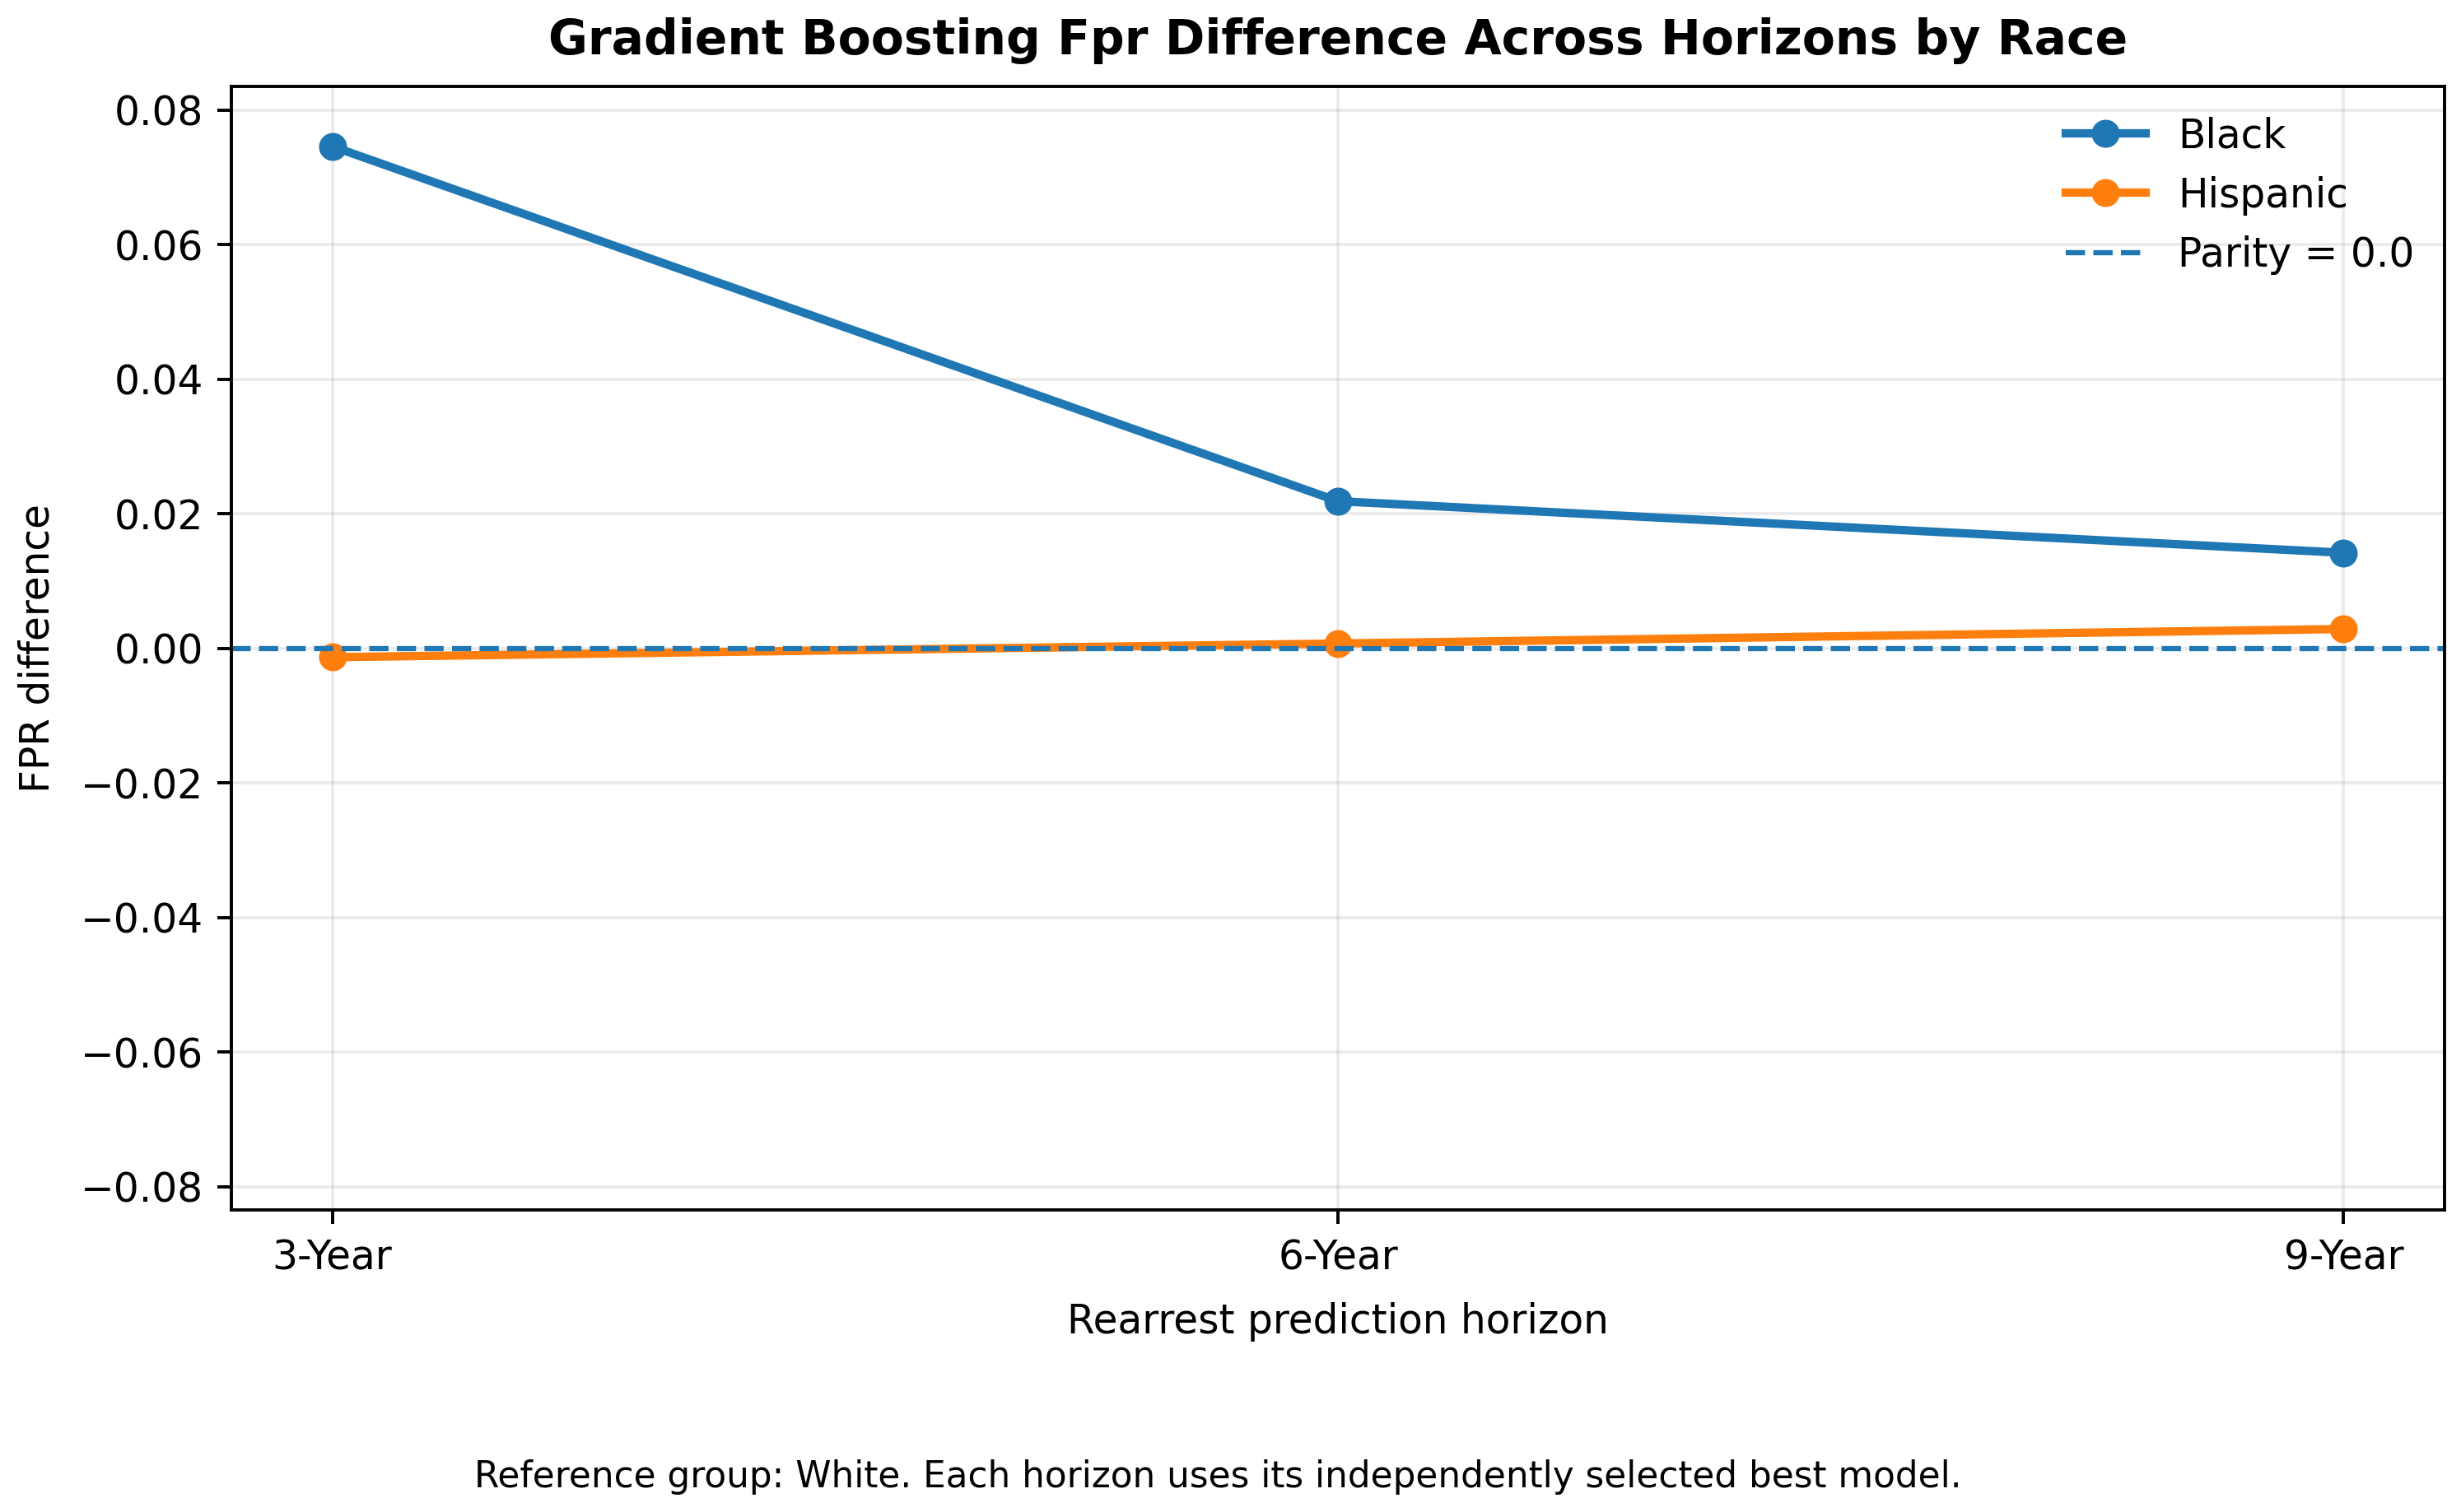 Gradient Boosting Fpr Difference Across Horizons by Race
Black
Hispanic
Parity = 0.0
FPR difference
0.08
0.06
0.04
0.02
0.00
−0.02
−0.04
−0.06
−0.08
3-Year
6-Year
9-Year
Rearrest prediction horizon
Reference group: White. Each horizon uses its independently selected best model.